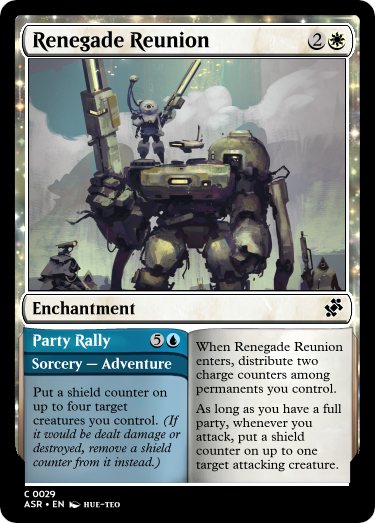 Renegade Reunion 2
Enchantment
Party Rally 5
Sorcery — Adventure
Put a shield counter on
up to four target
creatures you control. (If
it would be dealt damage or
destroyed, remove a shield
counter from it instead.)
When Renegade Reunion
enters, distribute two
charge counters among
permanents you control.
As long as you have a full
party, whenever you
attack, put a shield
counter on up to one
target attacking creature.
C 0029
ASR • EN HUE-TEO